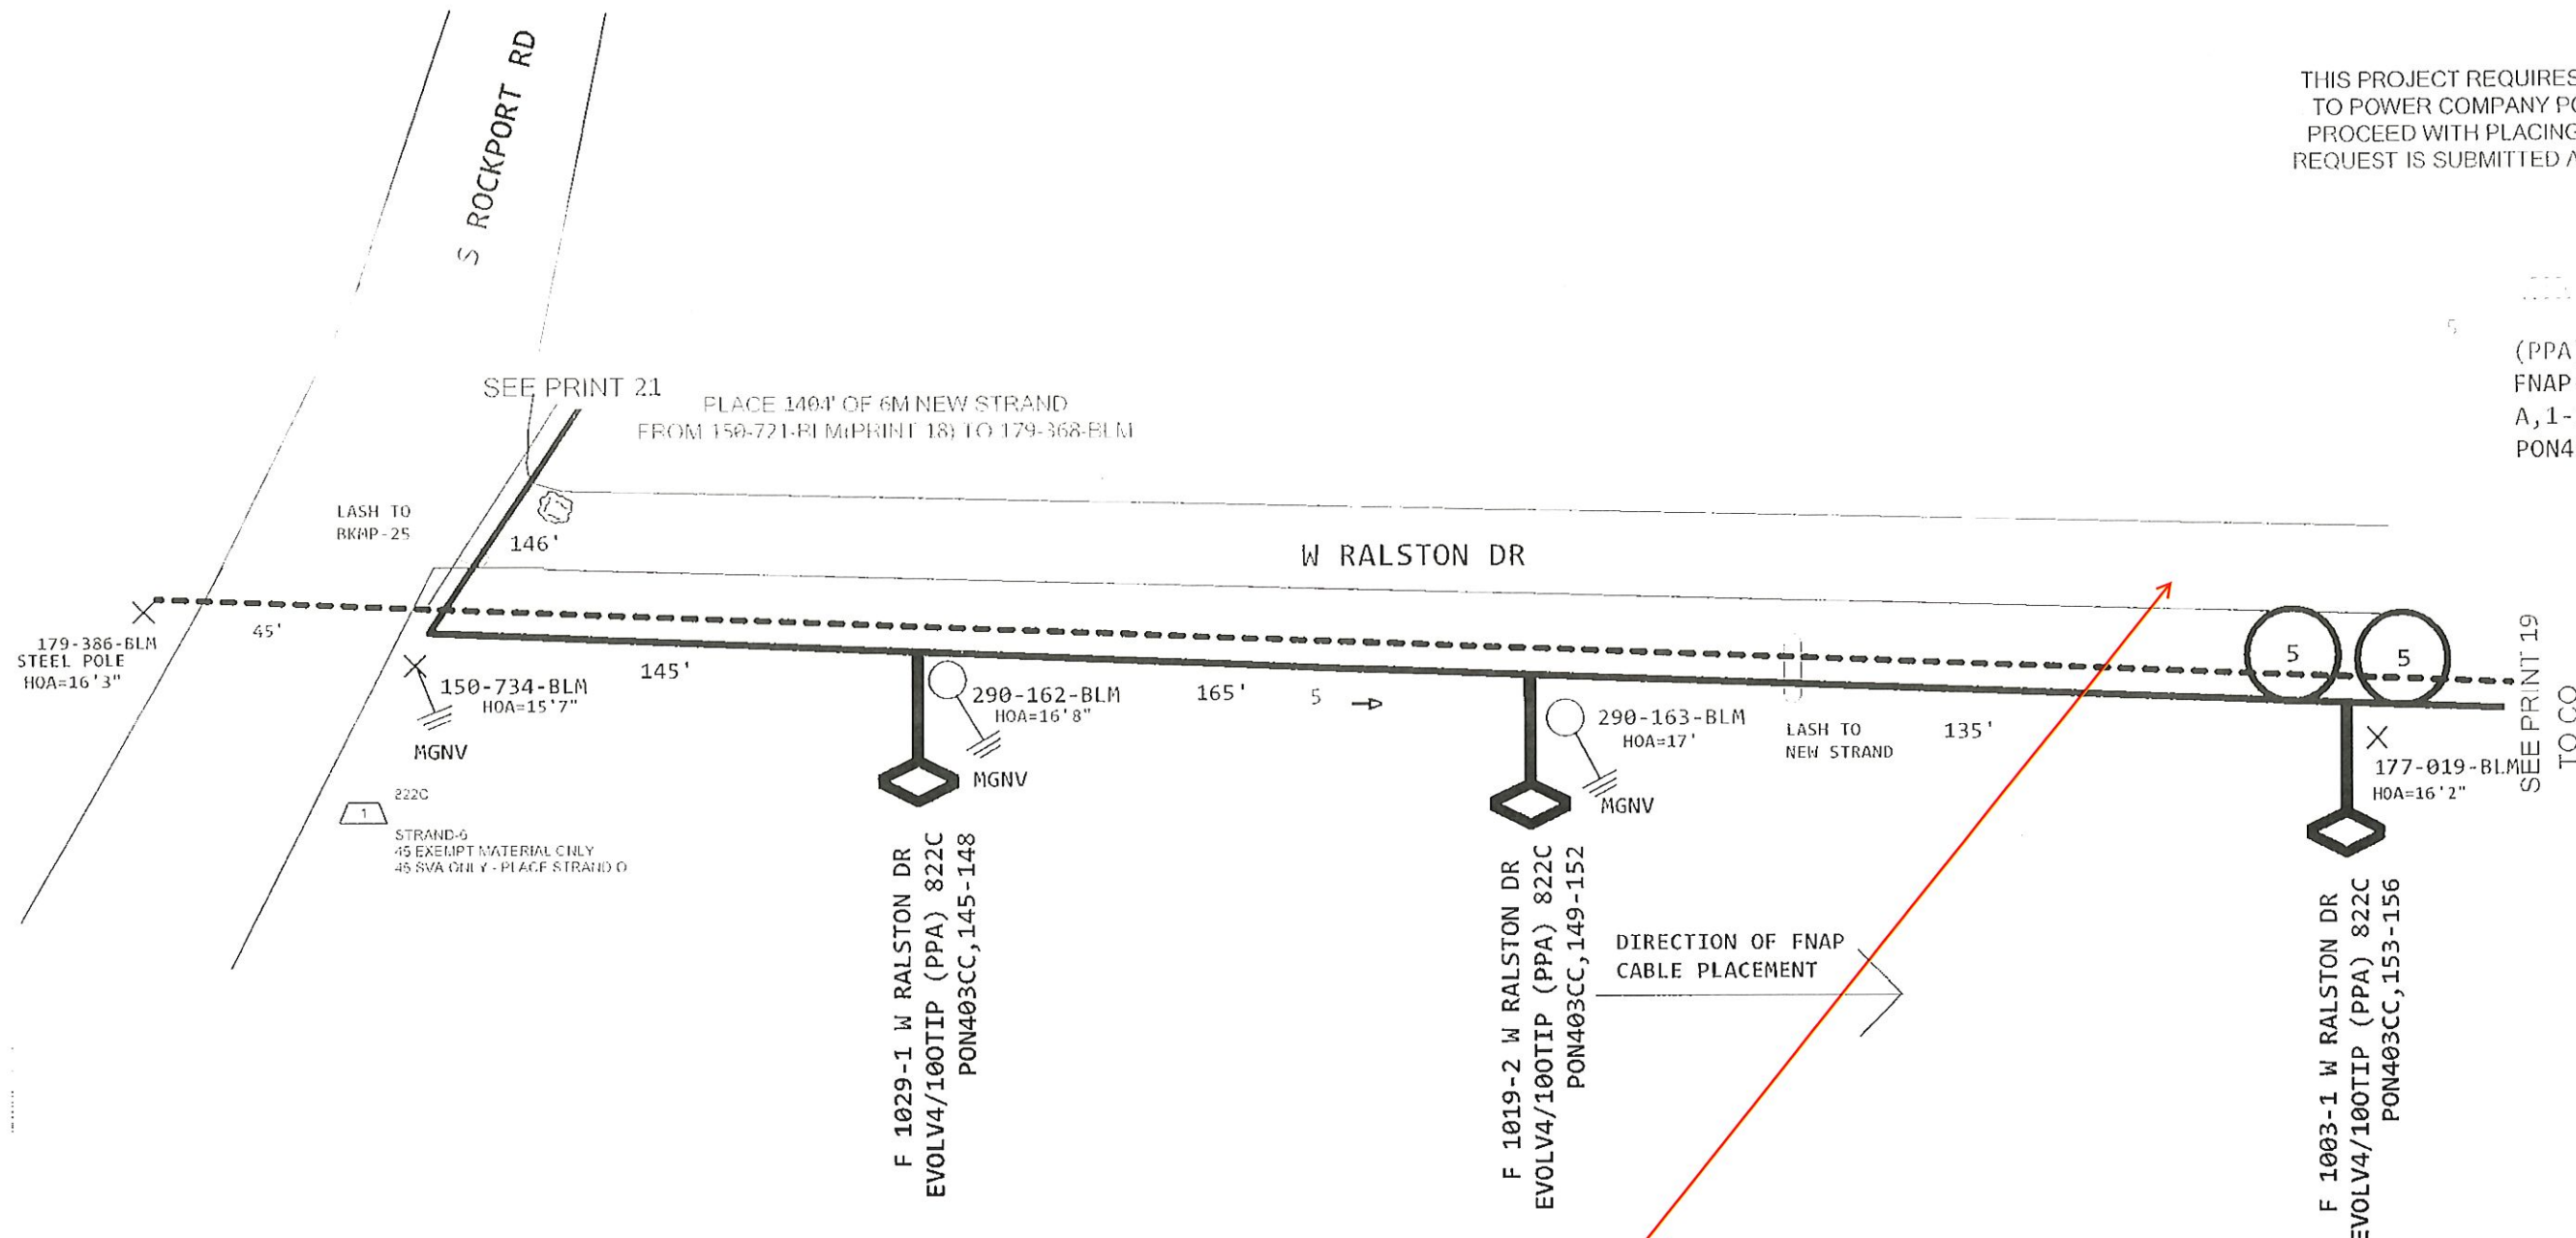 S ROCKPORT RD
THIS PROJECT REQUIRES
TO POWER COMPANY PO
PROCEED WITH PLACING
REQUEST IS SUBMITTED A
5
(PPA
FNAP
A,1-
PON4
SEE PRINT 21
PLACE 1404' OF 6M NEW STRAND
FROM 150-721-BLM(PRINT 18) TO 179-368-BLM
LASH TO
BKMP-25
146'
W RALSTON DR
45'
179-386-BLM
STEEL POLE
HOA=16'3"
145'
150-734-BLM
HOA=15'7"
MGNV
290-162-BLM
HOA=16'8"
MGNV
165'
5
290-163-BLM
HOA=17'
MGNV
LASH TO
NEW STRAND
135'
5
5
177-019-BLM
HOA=16'2"
SEE PRINT 19
TO CO
1
222C
STRAND-6
45 EXEMPT MATERIAL ONLY
45 SVA ONLY - PLACE STRAND O
F 1029-1 W RALSTON DR
EVOLV4/100TIP (PPA) 822C
PON403CC,145-148
F 1019-2 W RALSTON DR
EVOLV4/100TIP (PPA) 822C
PON403CC,149-152
DIRECTION OF FNAP
CABLE PLACEMENT
F 1003-1 W RALSTON DR
EVOLV4/100TIP (PPA) 822C
PON403CC,153-156